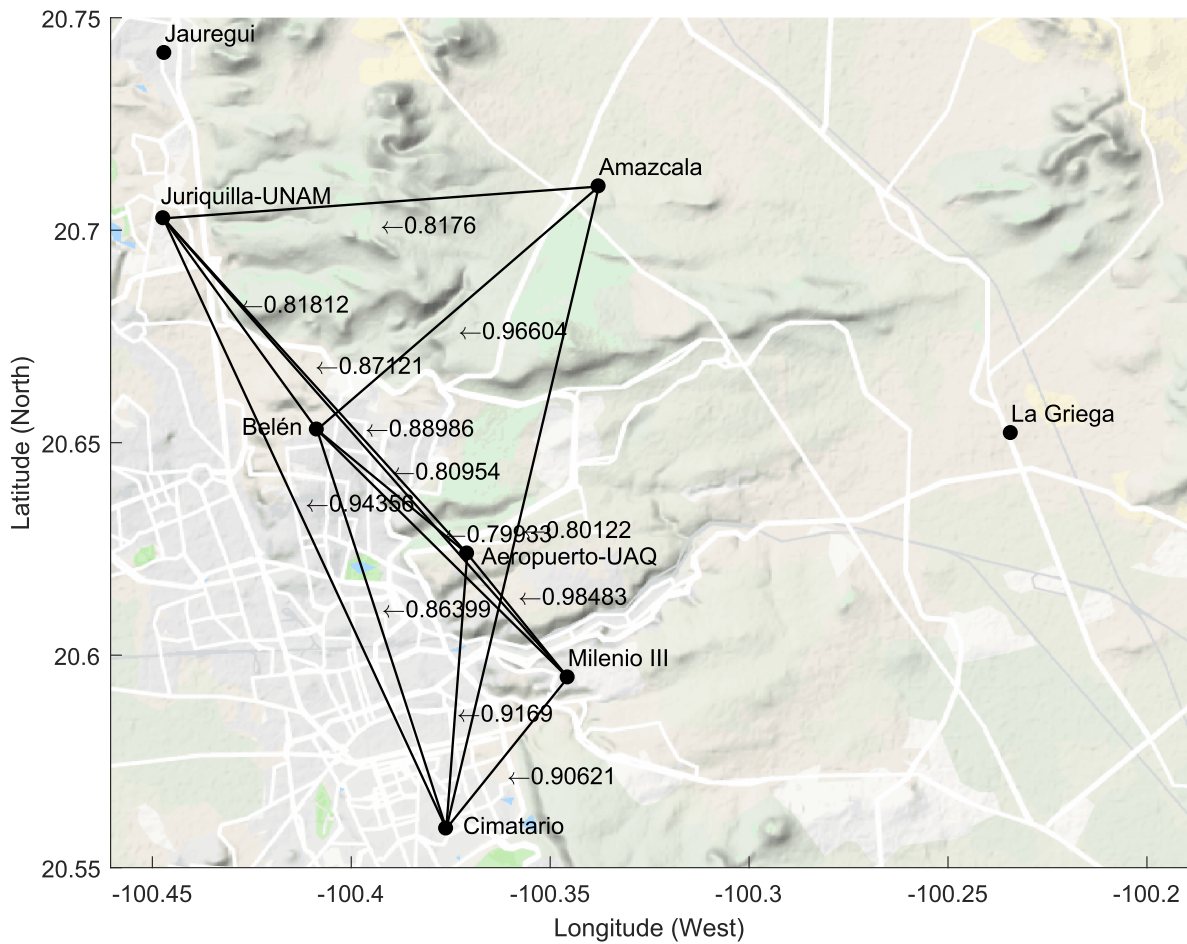 20.75
Jauregui
Amazcala
Juriquilla-UNAM
20.7
←0.8176
←0.81812
←0.96604
←0.87121
La Griega
Belén
←0.88986
20.65
←0.80954
←0.94356
←0.79933
←0.80122
Aeropuerto-UAQ
←0.98483
←0.86399
20.6
Milenio III
←0.9169
←0.90621
Cimatario
20.55
-100.45
-100.4
-100.35
-100.3
-100.25
-100.2
Longitude (West)
Latitude (North)